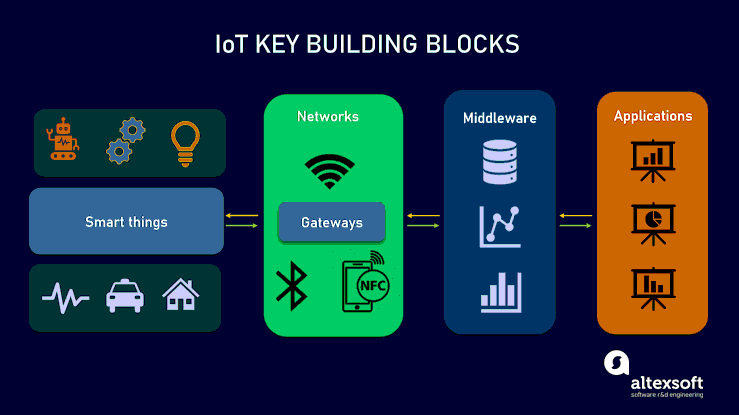 IoT KEY BUILDING BLOCKS
Networks
Middleware
Applications
Smart things
Gateways
NFC
altexsoft
software r&d engineering